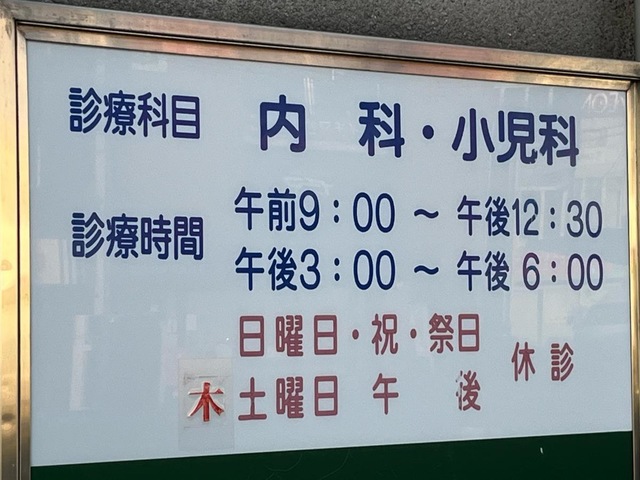 診療科目 内 科・小児科
診療時間 午前9:00 ～ 午後12:30
午後3:00 ～ 午後 6:00
日曜日・祝・祭日 休診
木 土曜日 午 後